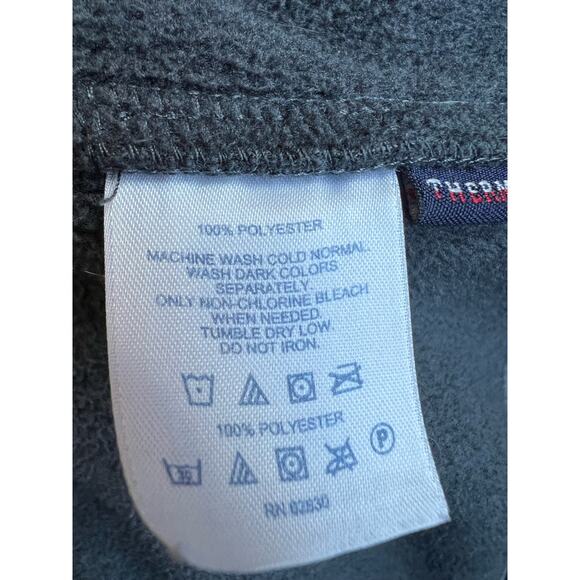 THERM
100% POLYESTER
MACHINE WASH COLD NORMAL.
WASH DARK COLORS
SEPARATELY.
ONLY NON-CHLORINE BLEACH
WHEN NEEDED.
TUMBLE DRY LOW.
DO NOT IRON.
100% POLYESTER
P
30
RN 02830